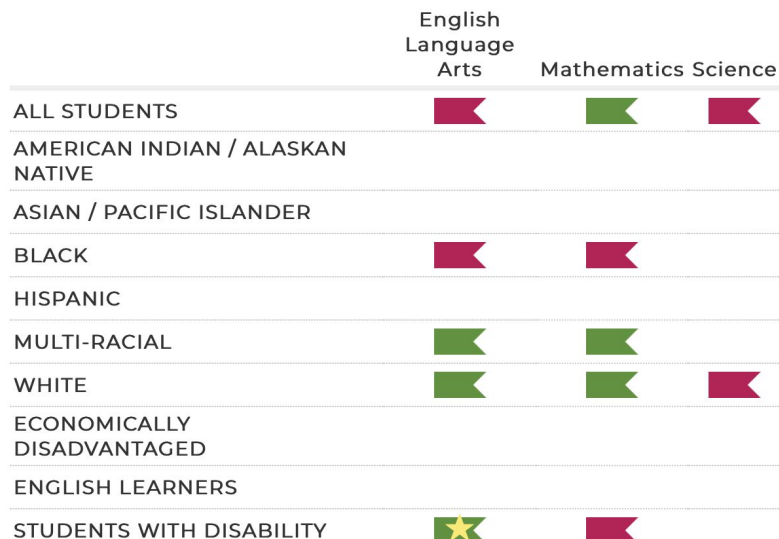 English
Language
Arts
Mathematics
Science
ALL STUDENTS
AMERICAN INDIAN / ALASKAN
NATIVE
ASIAN / PACIFIC ISLANDER
BLACK
HISPANIC
MULTI-RACIAL
WHITE
ECONOMICALLY
DISADVANTAGED
ENGLISH LEARNERS
STUDENTS WITH DISABILITY